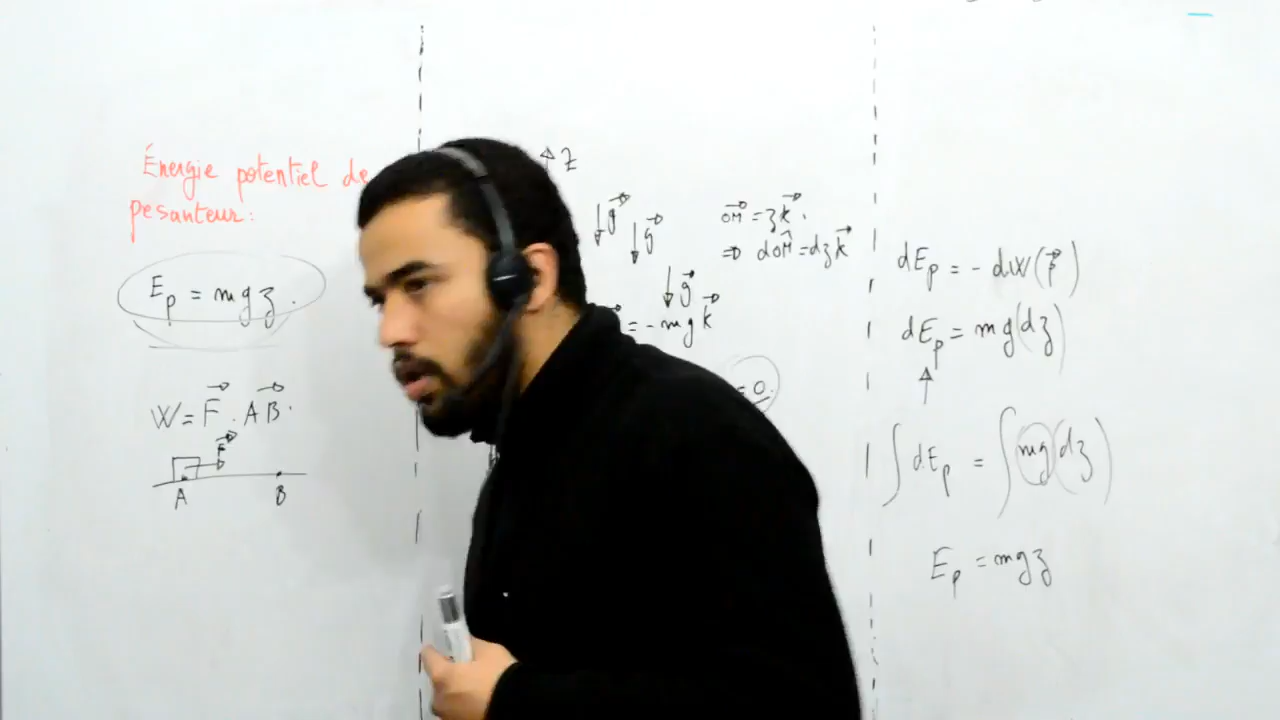 Énergie potentiel de
pesanteur :
Ep = mgz.
W = F⃗ . AB⃗.
F⃗
A B
z
g⃗
g⃗
g⃗
= -mg k⃗
= 0.
OM⃗ = z k⃗.
⇒ dOM⃗ = dz k⃗
dEp = - dW(P⃗)
dEp = mg(dz)
∫ dEp = ∫ mg (dz)
Ep = mgz